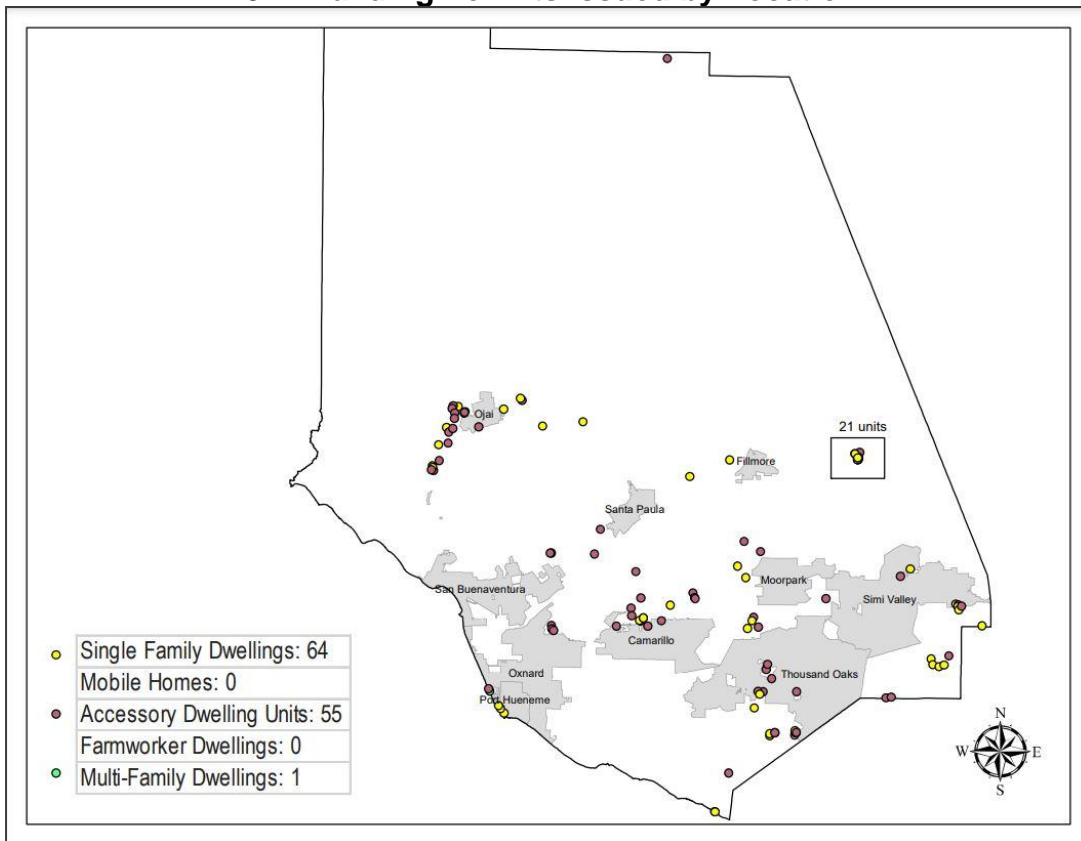 Ojai
21 units
Fillmore
Santa Paula
San Buenaventura
Moorpark
Simi Valley
Camarillo
Oxnard
Thousand Oaks
Port Hueneme
Single Family Dwellings: 64
Mobile Homes: 0
Accessory Dwelling Units: 55
Farmworker Dwellings: 0
Multi-Family Dwellings: 1
N
W E
S